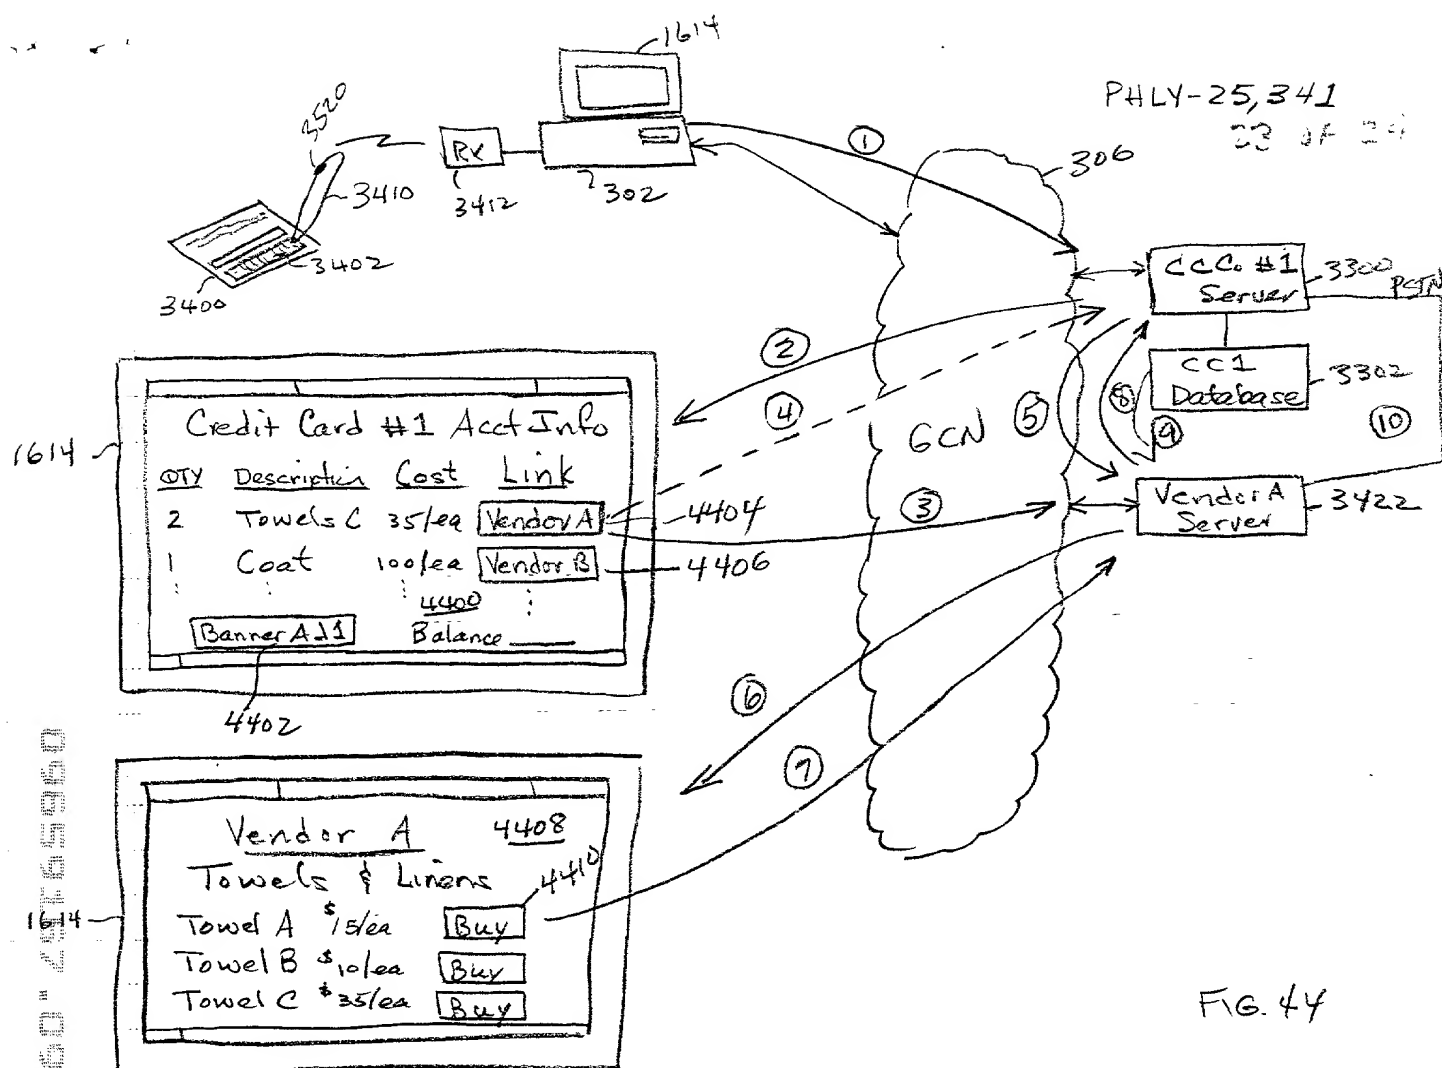 1614
PHLY-25,341
23 OF 24
3520
RX
①
306
3410
3412
302
3402
3400
CCC. #1
Server
3300
PSTN
②
CC1
Database
3302
④
⑤
⑧
⑨
⑩
GCN
1614
Credit Card #1 Acct Info
QTY Description Cost Link
2 Towels C 35/ea Vendor A
4404
③
Vendor A
Server
3422
1 Coat 100/ea Vendor B
4406
4400
Banner Ad 1
Balance
4402
⑥
⑦
Vendor A
4408
Towels & Linens
4410
1614
Towel A $15/ea Buy
Towel B $10/ea Buy
Towel C $35/ea Buy
FIG. 44